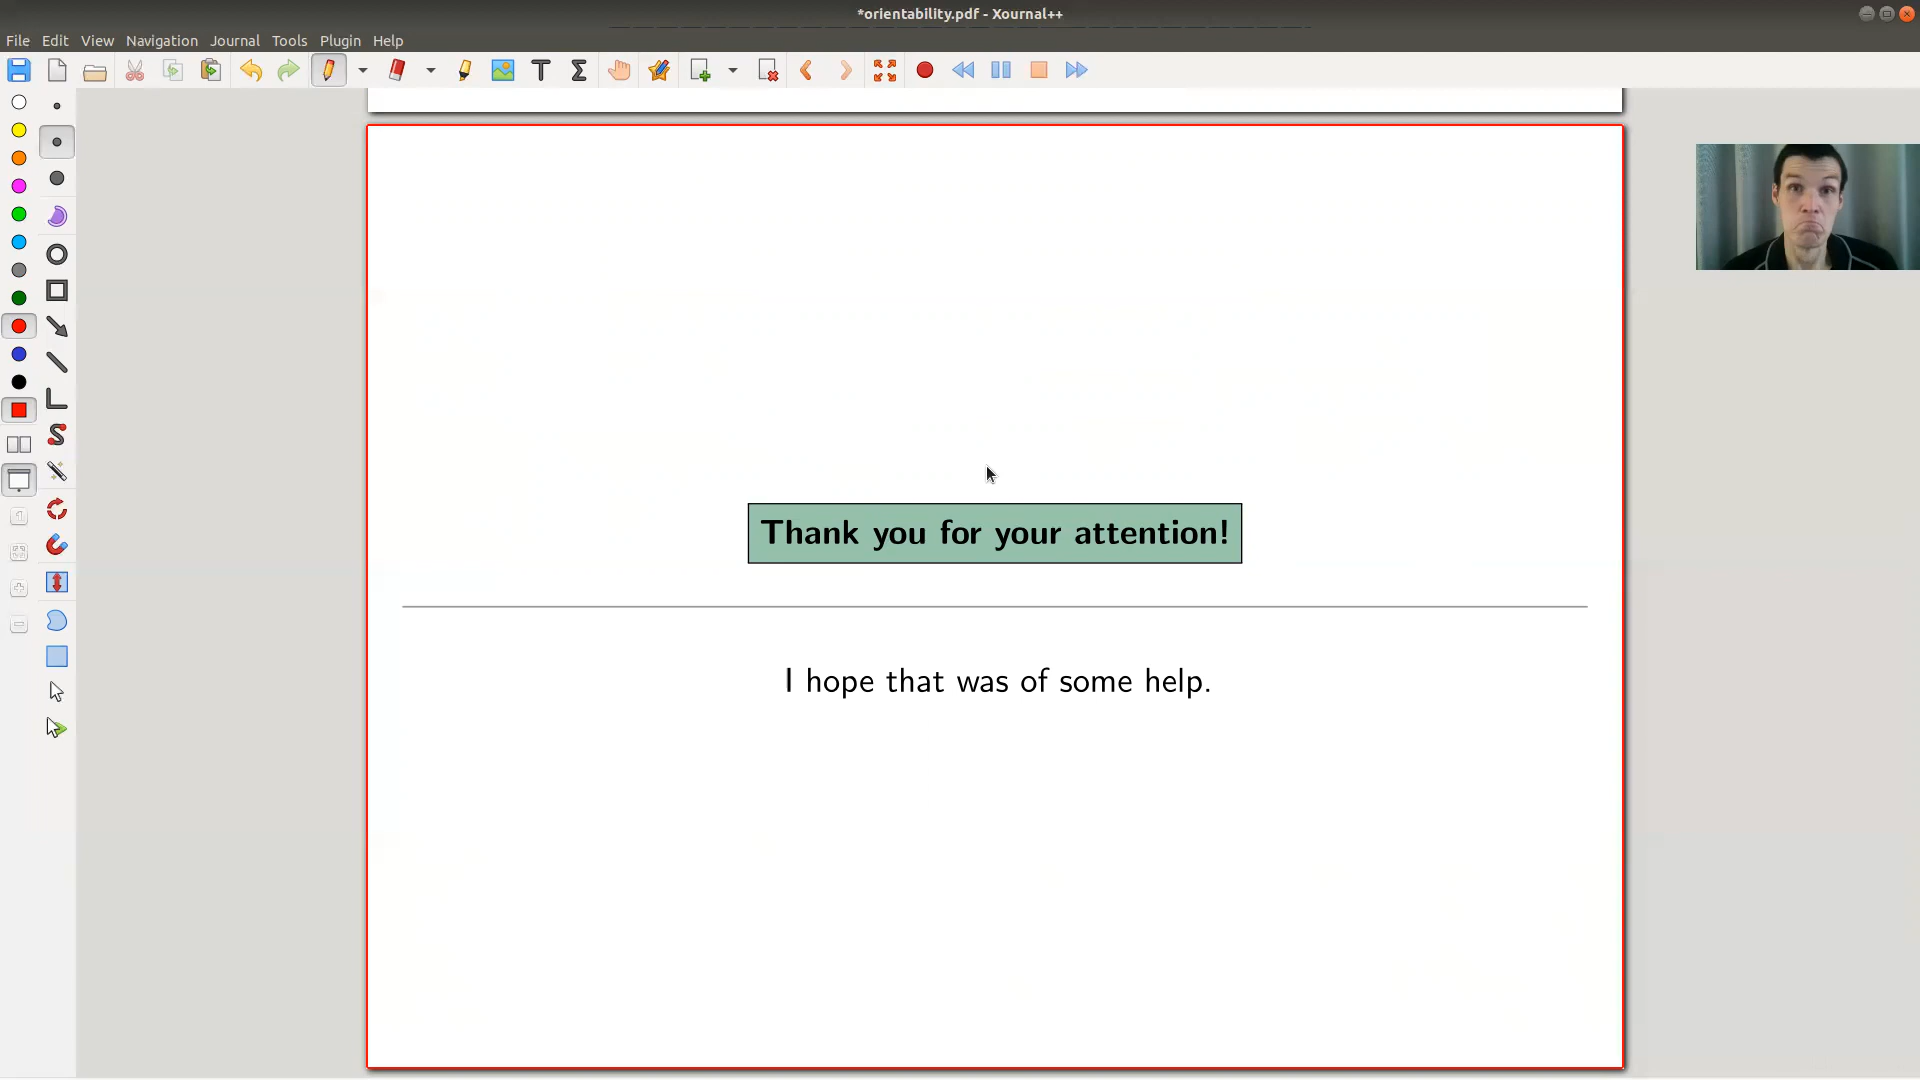 *orientability.pdf - Xournal++
File Edit View Navigation Journal Tools Plugin Help
Thank you for your attention!
I hope that was of some help.